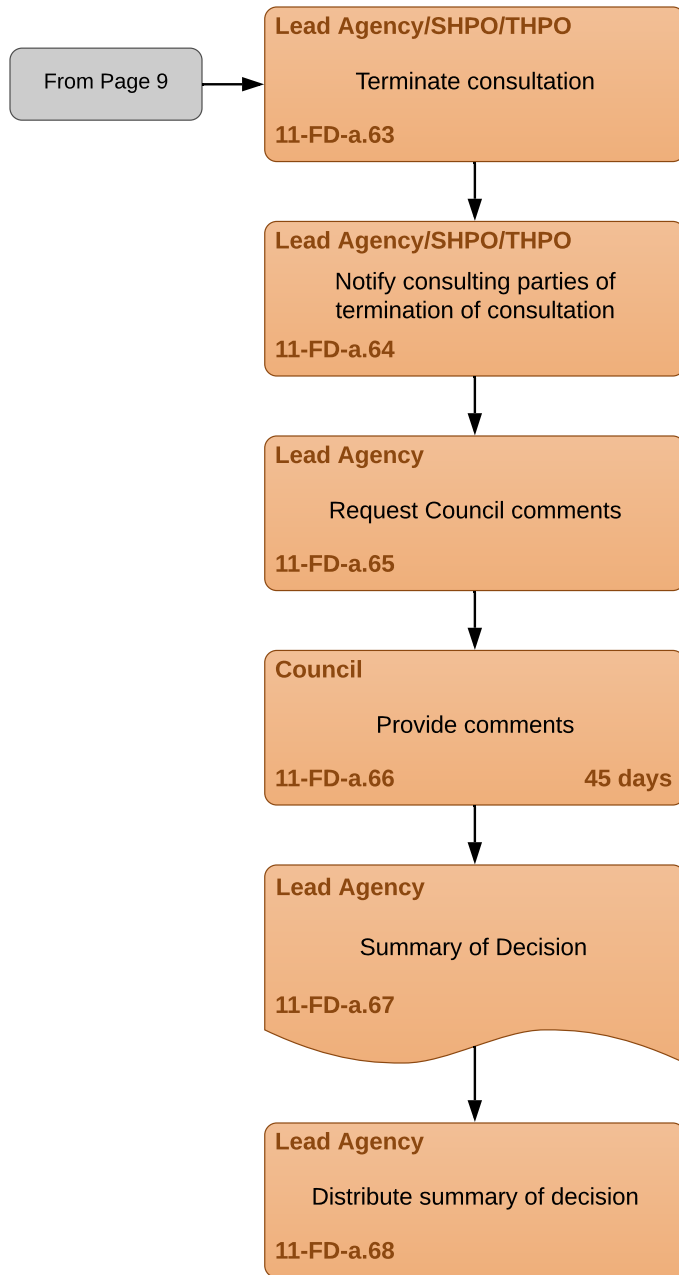 From Page 9
Lead Agency/SHPO/THPO
Terminate consultation
11-FD-a.63
Lead Agency/SHPO/THPO
Notify consulting parties of
termination of consultation
11-FD-a.64
Lead Agency
Request Council comments
11-FD-a.65
Council
Provide comments
11-FD-a.66 45 days
Lead Agency
Summary of Decision
11-FD-a.67
Lead Agency
Distribute summary of decision
11-FD-a.68